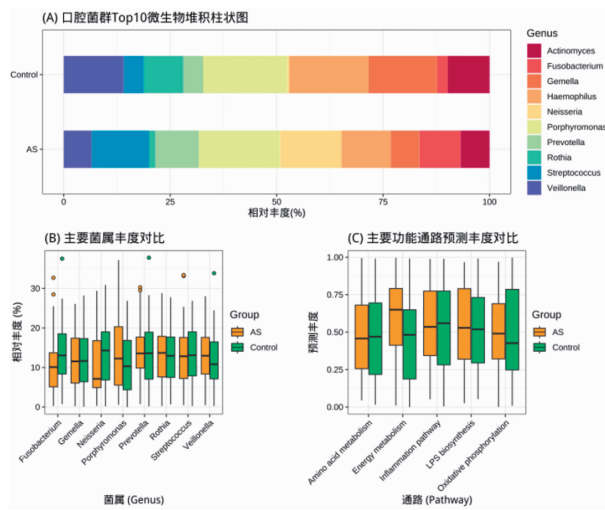 (A) 口腔菌群Top10微生物堆积柱状图
Control
AS
0
25
50
75
100
相对丰度(%)
Genus
Actinomyces
Fusobacterium
Gemella
Haemophilus
Neisseria
Porphyromonas
Prevotella
Rothia
Streptococcus
Veillonella
(B) 主要菌属丰度对比
相对丰度 (%)
30
20
10
0
Fusobacterium
Gemella
Neisseria
Porphyromonas
Prevotella
Rothia
Streptococcus
Veillonella
菌属 (Genus)
Group
AS
Control
(C) 主要功能通路预测丰度对比
预测丰度
1.00
0.75
0.50
0.25
0.00
Amino acid metabolism
Energy metabolism
Inflammation pathway
LPS biosynthesis
Oxidative phosphorylation
通路 (Pathway)
Group
AS
Control